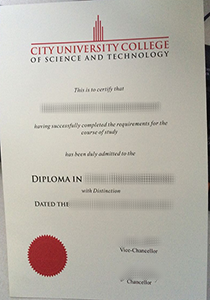 CITY UNIVERSITY COLLEGE
OF SCIENCE AND TECHNOLOGY
This is to certify that
having successfully completed the requirements for the
course of study
has been duly admitted to the
DIPLOMA IN
with Distinction
DATED THE
Vice-Chancellor
Chancellor